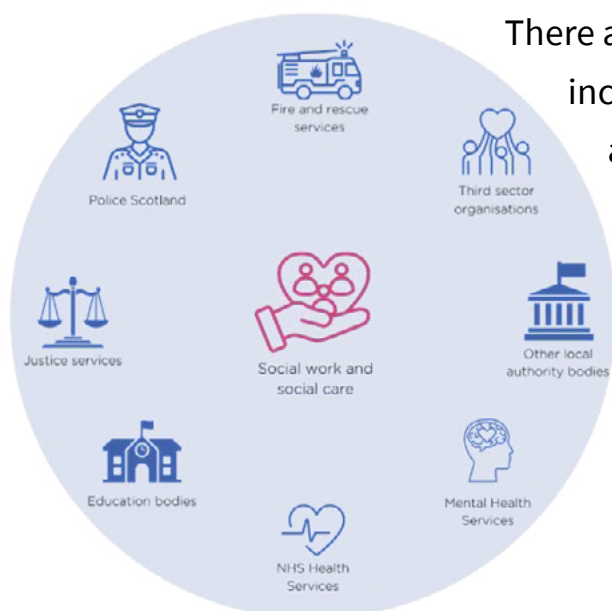 There a
inc
a
Fire and rescue
services
Police Scotland
Third sector
organisations
Justice services
Social work and
social care
Other local
authority bodies
Education bodies
Mental Health
Services
NHS Health
Services